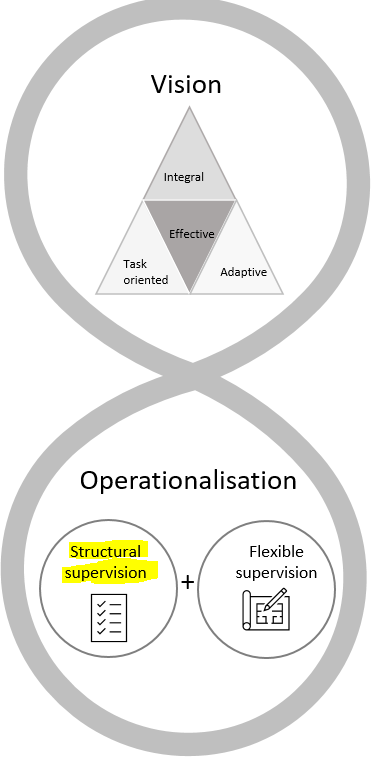 Vision
Integral
Effective
Task
oriented
Adaptive
Operationalisation
Structural
supervision
+
Flexible
supervision